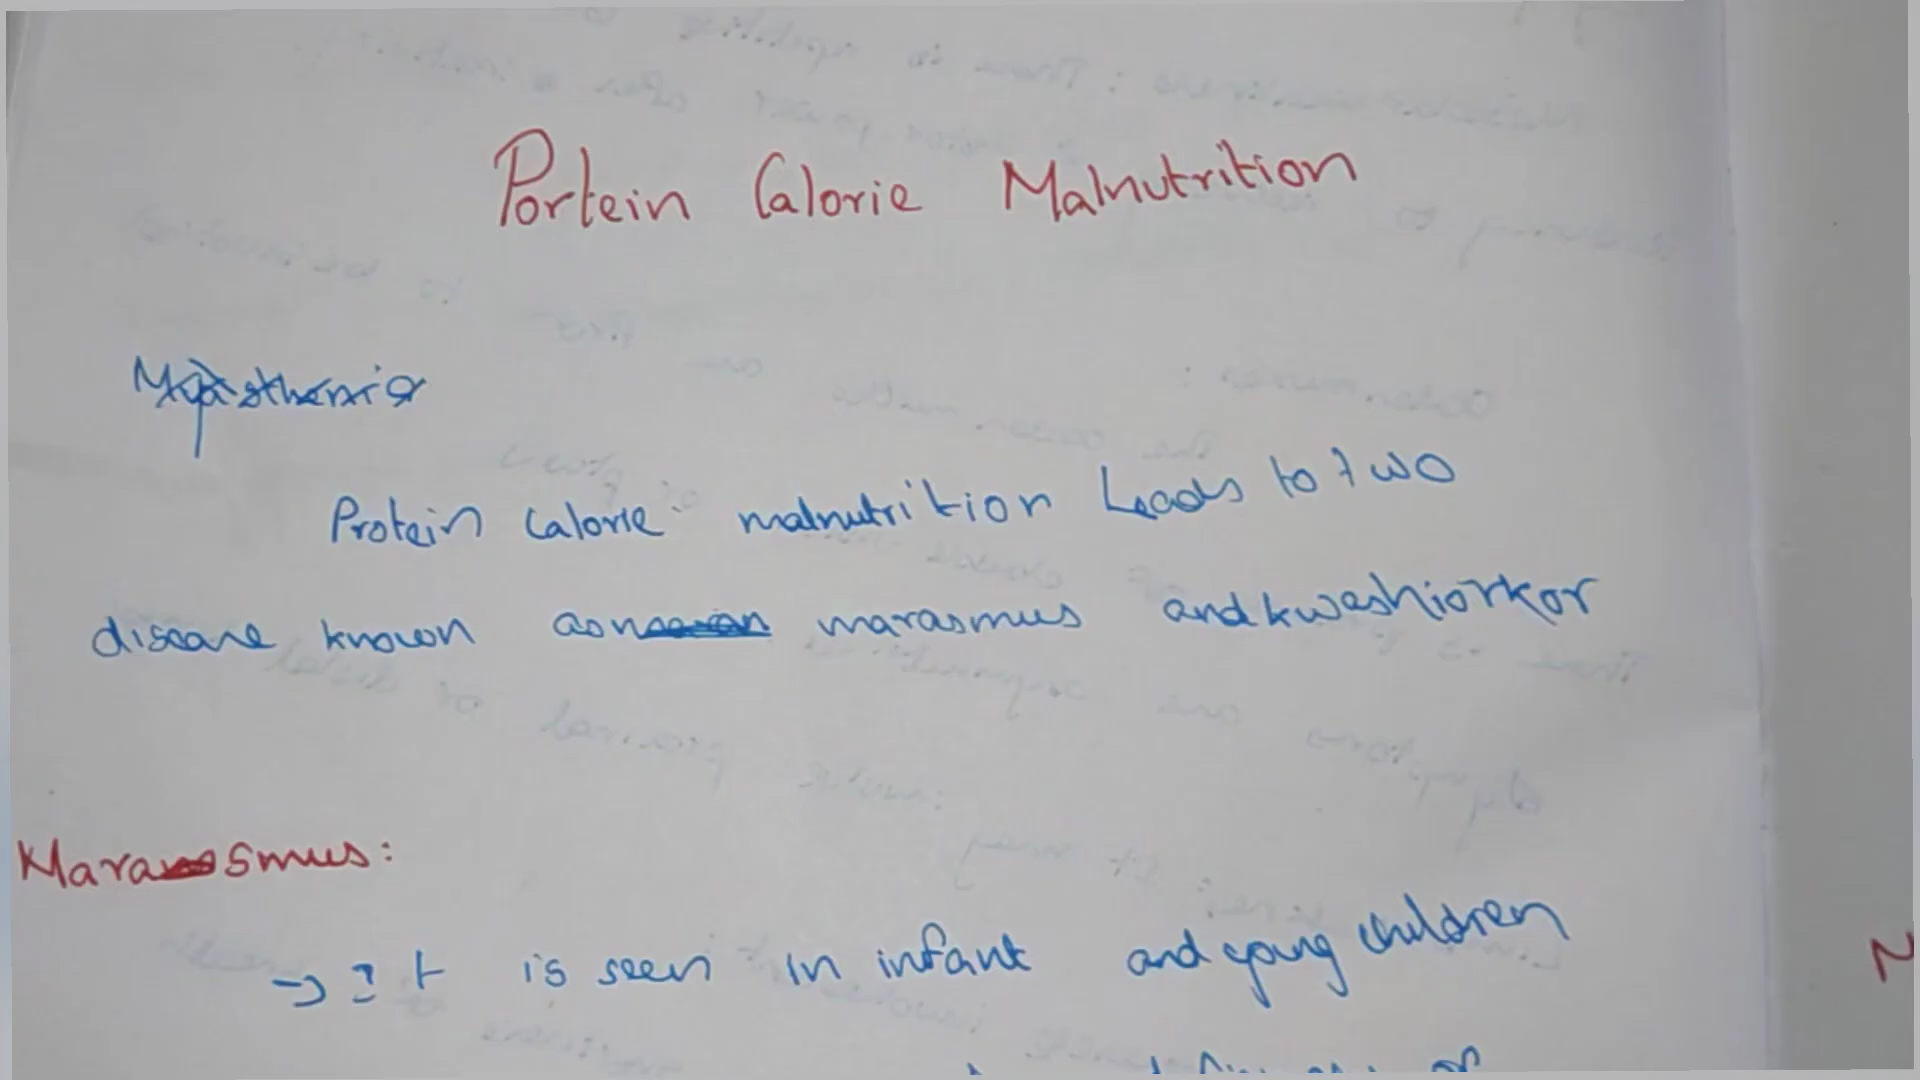 Portein Calorie Malnutrition
Protein Calorie malnutrition Leads to two
disease known as marasmus and kweshiorkor
Marasmus:
→ It is seen in infant and young children
N